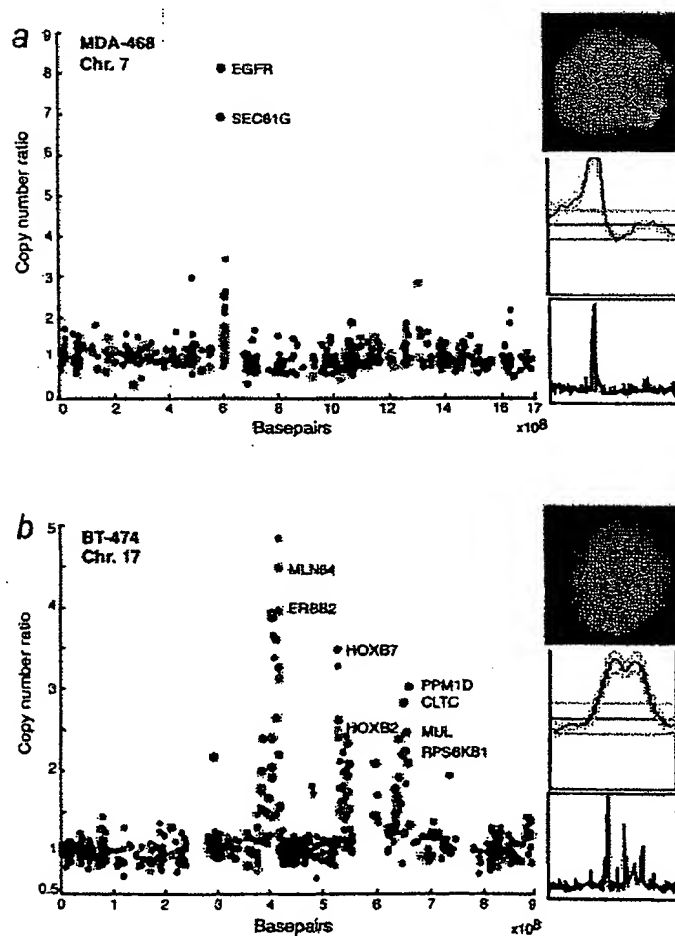 a
MDA-468
Chr. 7
9
8
7
6
5
4
3
2
1
0
Copy number ratio
EGFR
SEC61G
0 2 4 6 8 10 12 14 16 17
Basepairs
x10⁸
b
BT-474
Chr. 17
5
4
3
2
1
0.5
Copy number ratio
MLN64
ERBB2
HOXB7
HOXB2
PPM1D
CLTC
MUL
RPS6KB1
0 1 2 3 4 5 6 7 8 9
Basepairs
x10⁸